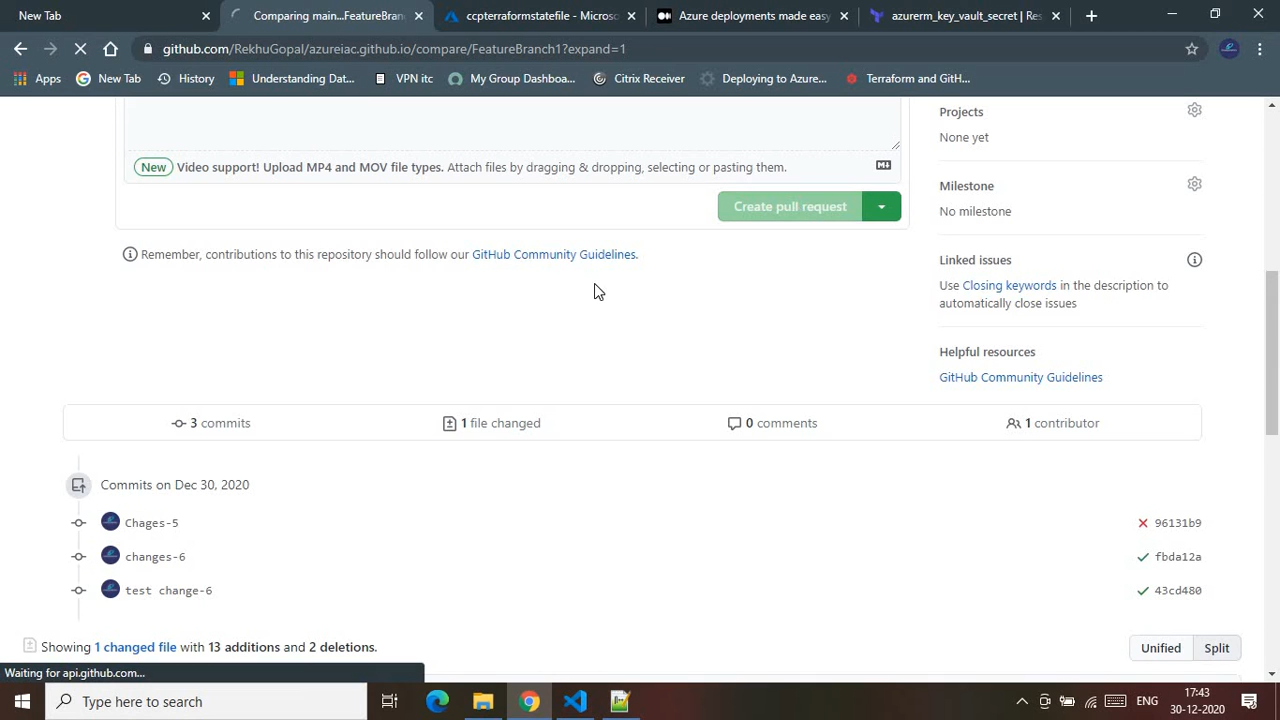 New Tab
Comparing main...FeatureBran
ccpterraformstatefile - Microso
Azure deployments made easy
azurerm_key_vault_secret | Res
github.com/RekhuGopal/azureiac.github.io/compare/FeatureBranch1?expand=1
Apps
New Tab
History
Understanding Dat...
VPN itc
My Group Dashboa...
Citrix Receiver
Deploying to Azure...
Terraform and GitH...
New
Video support! Upload MP4 and MOV file types. Attach files by dragging & dropping, selecting or pasting them.
Create pull request
Remember, contributions to this repository should follow our GitHub Community Guidelines.
Projects
None yet
Milestone
No milestone
Linked issues
Use Closing keywords in the description to
automatically close issues
Helpful resources
GitHub Community Guidelines
3 commits
1 file changed
0 comments
1 contributor
Commits on Dec 30, 2020
Chages-5
96131b9
changes-6
fbda12a
test change-6
43cd480
Showing 1 changed file with 13 additions and 2 deletions.
Unified
Split
Waiting for api.github.com...
Type here to search
ENG
17:43
30-12-2020